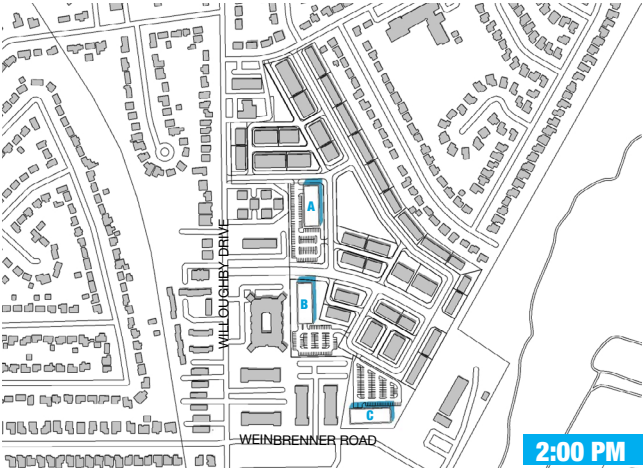 A
WILLOUGHBY DRIVE
B
C
WEINBRENNER ROAD
2:00 PM